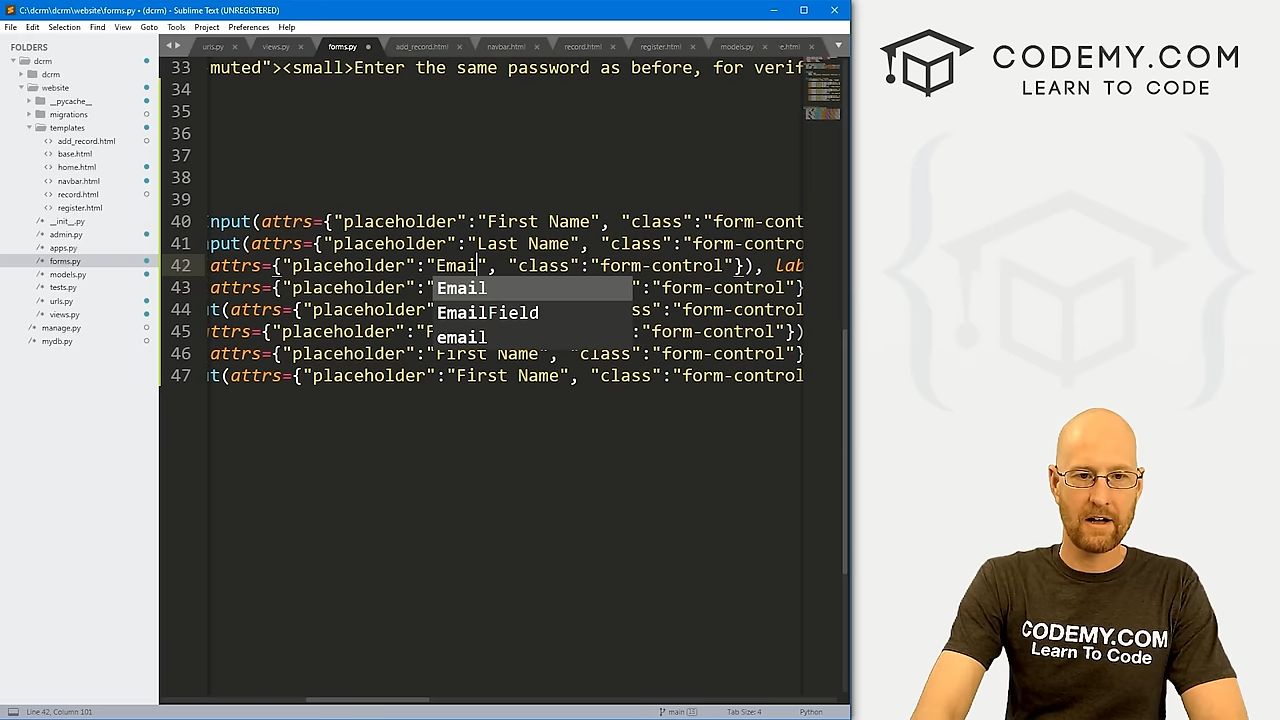 C:\dcrm\website\forms.py • (dcrm) - Sublime Text (UNREGISTERED)
File Edit Selection Find View Goto Tools Project Preferences Help
FOLDERS
dcrm
dcrm
website
__pycache__
migrations
templates
add_record.html
base.html
home.html
navbar.html
record.html
register.html
__init__.py
admin.py
apps.py
forms.py
models.py
tests.py
urls.py
views.py
manage.py
mydb.py
urls.py views.py forms.py add_record.html navbar.html record.html register.html models.py e.html
33 muted"><small>Enter the same password as before, for verif
34
35
36
37
38
39
40 Input(attrs={"placeholder":"First Name", "class":"form-cont
41 nput(attrs={"placeholder":"Last Name", "class":"form-contro
42 attrs={"placeholder":"Emai", "class":"form-control"}), lab
43 attrs={"placeholder":" ss":"form-control"}
44 ut(attrs={"placeholder" ss":"form-control
45 attrs={"placeholder":"F :"form-control"})
46 attrs={"placeholder":"First Name", "class":"form-control"}
47 ut(attrs={"placeholder":"First Name", "class":"form-control
Email
EmailField
email
Line 42, Column 101
main
Tab Size: 4
Python
CODEMY.COM
LEARN TO CODE
CODEMY.COM
Learn To Code